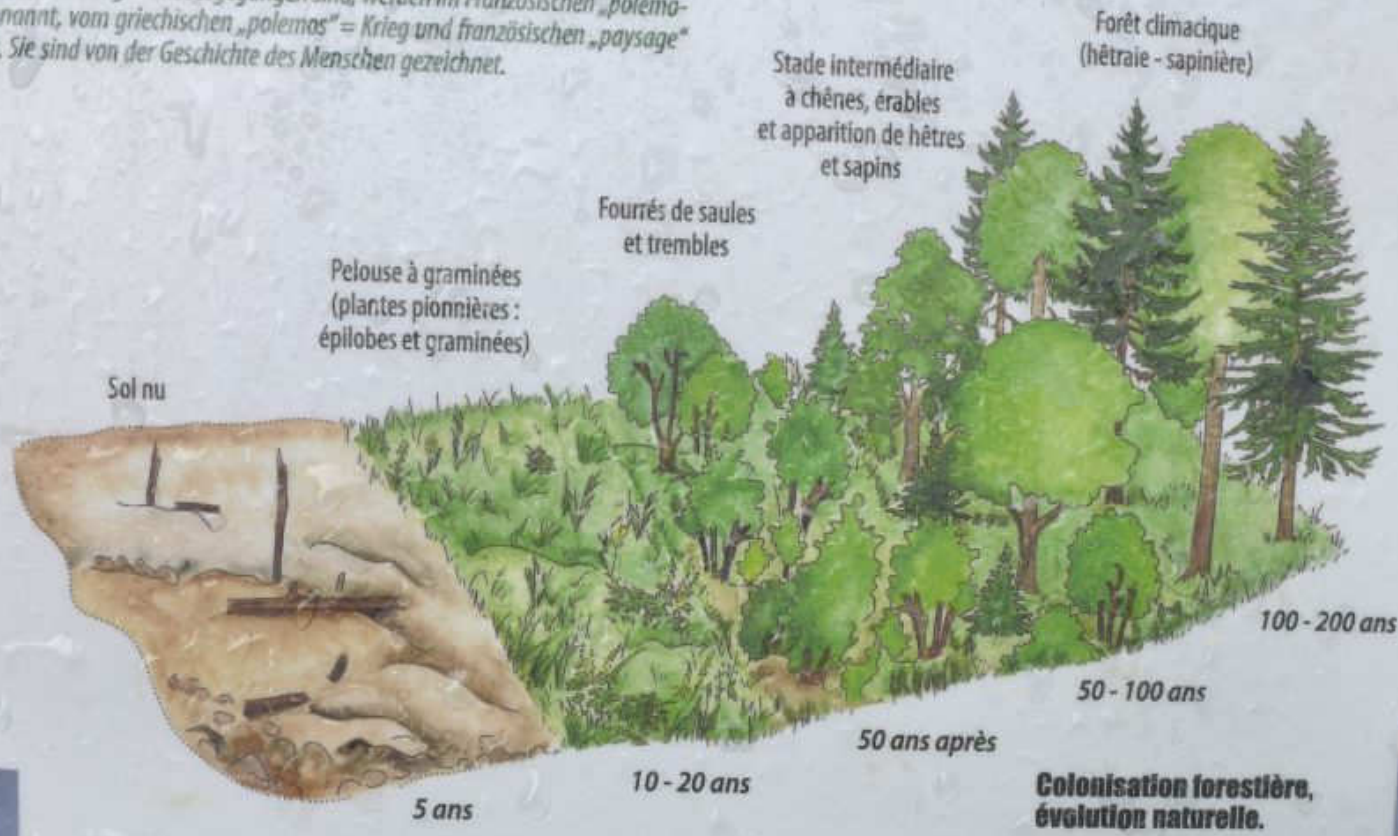 Französischen „polemo-
nannt, vom griechischen „polemos" = Krieg und französischen „paysage"
. Sie sind von der Geschichte des Menschen gezeichnet.
Forêt climacique
(hêtraie - sapinière)
Stade intermédiaire
à chênes, érables
et apparition de hêtres
et sapins
Fourrés de saules
et trembles
Pelouse à graminées
(plantes pionnières :
épilobes et graminées)
Sol nu
100 - 200 ans
50 - 100 ans
50 ans après
10 - 20 ans
5 ans
Colonisation forestière,
évolution naturelle.